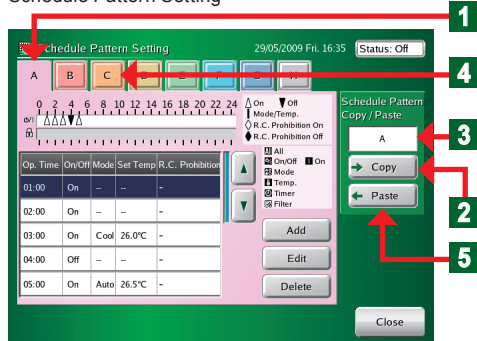 Schedule Pattern Setting
1
chedule Pattern Setting 29/05/2009 Fri. 16:35 Status: Off
A B C
4
0 2 4 6 8 10 12 14 16 18 20 22 24
On Off
Mode/Temp.
R.C. Prohibition On
R.C. Prohibition Off
All
On/Off On
Mode
Temp.
Timer
Filter
Schedule Pattern
Copy / Paste
A
3
Copy
2
Paste
5
Op. Time On/Off Mode Set Temp R.C. Prohibition
01:00 On -- -- -
02:00 On -- -- -
03:00 On Cool 26.0°C -
04:00 Off -- -- -
05:00 On Auto 26.5°C -
Add
Edit
Delete
Close